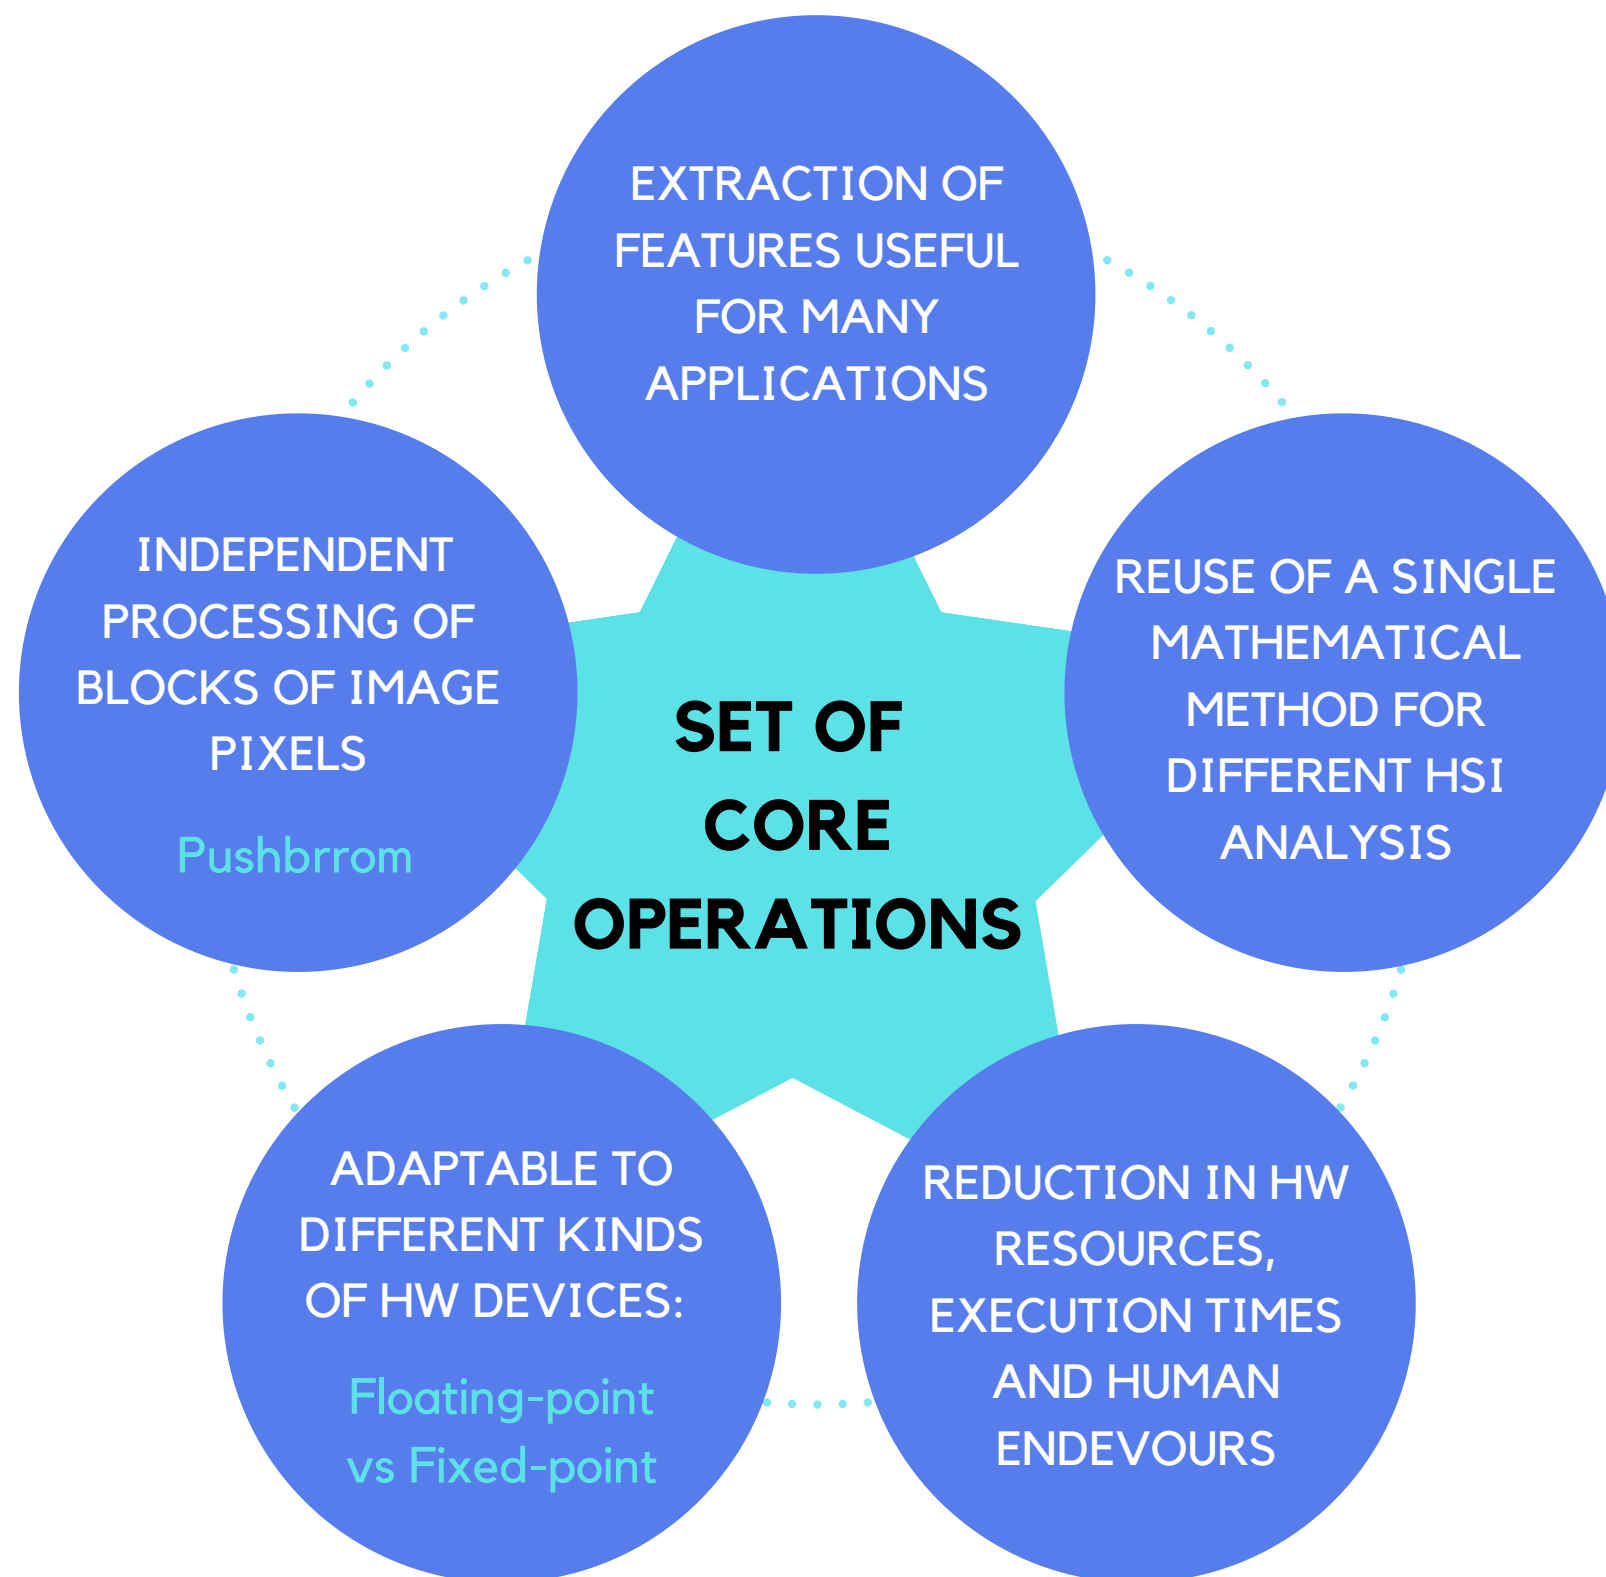 EXTRACTION OF
FEATURES USEFUL
FOR MANY
APPLICATIONS
INDEPENDENT
PROCESSING OF
BLOCKS OF IMAGE
PIXELS
Pushbrrom
SET OF
CORE
OPERATIONS
REUSE OF A SINGLE
MATHEMATICAL
METHOD FOR
DIFFERENT HSI
ANALYSIS
ADAPTABLE TO
DIFFERENT KINDS
OF HW DEVICES:
Floating-point
vs Fixed-point
REDUCTION IN HW
RESOURCES,
EXECUTION TIMES
AND HUMAN
ENDEVOURS